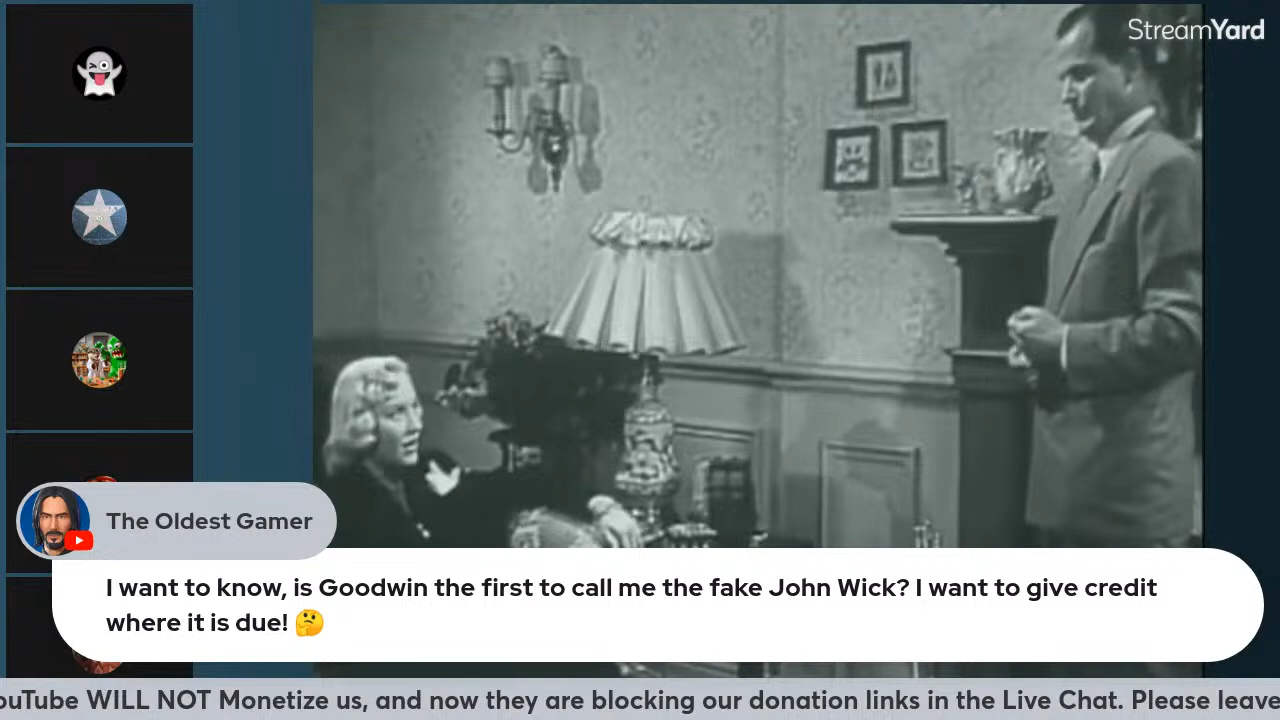 StreamYard
The Oldest Gamer
I want to know, is Goodwin the first to call me the fake John Wick? I want to give credit
where it is due! 🤔
ouTube WILL NOT Monetize us, and now they are blocking our donation links in the Live Chat. Please leave